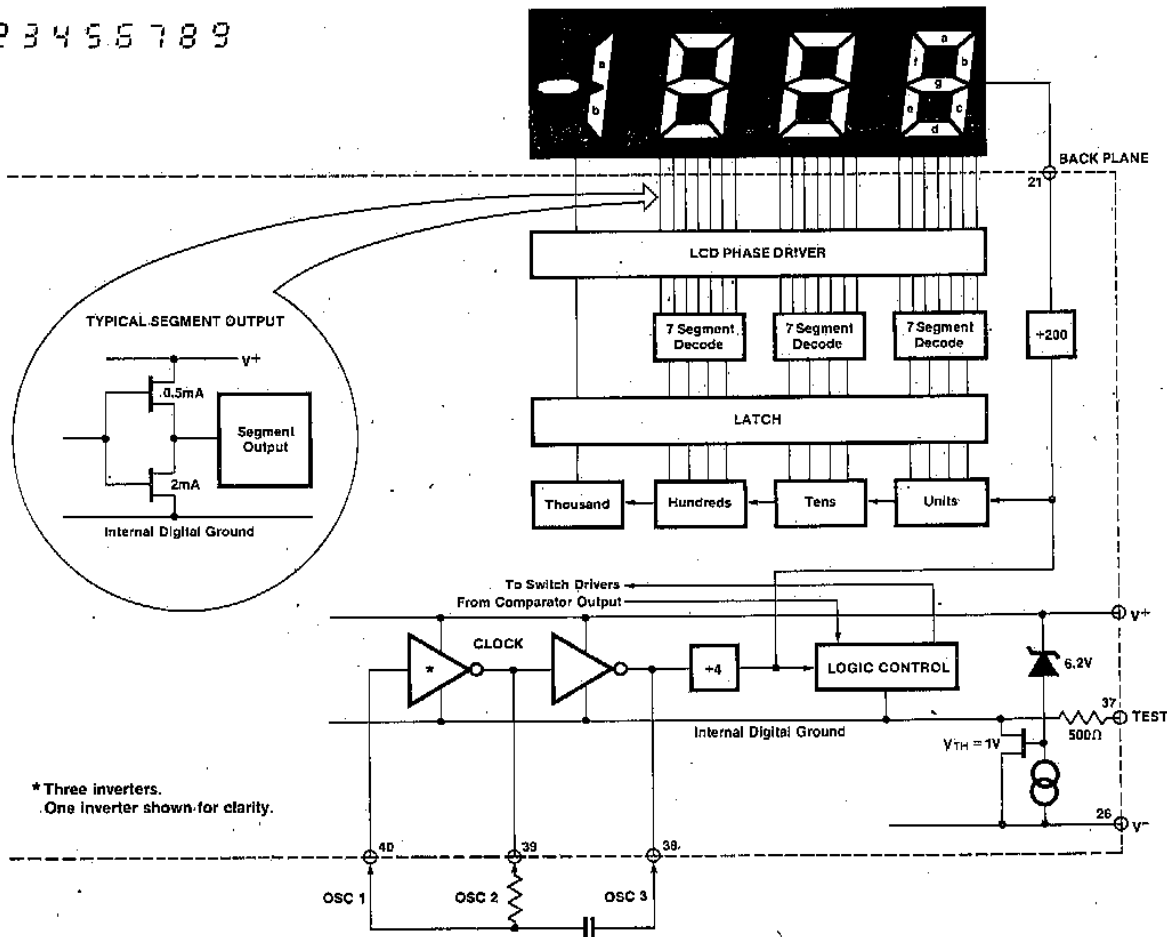 2 3 4 5 6 7 8 9
a
b
a
f
b
g
e
c
d
BACK PLANE
21
LCD PHASE DRIVER
TYPICAL SEGMENT OUTPUT
V+
0.5mA
Segment
Output
2mA
Internal Digital Ground
7 Segment
Decode
7 Segment
Decode
7 Segment
Decode
÷200
LATCH
Thousand
Hundreds
Tens
Units
To Switch Drivers
From Comparator Output
V+
CLOCK
*
÷4
LOGIC CONTROL
6.2V
37
TEST
500Ω
Internal Digital Ground
VTH = 1V
* Three inverters.
One inverter shown for clarity.
26
V-
40
39
38
OSC 1
OSC 2
OSC 3